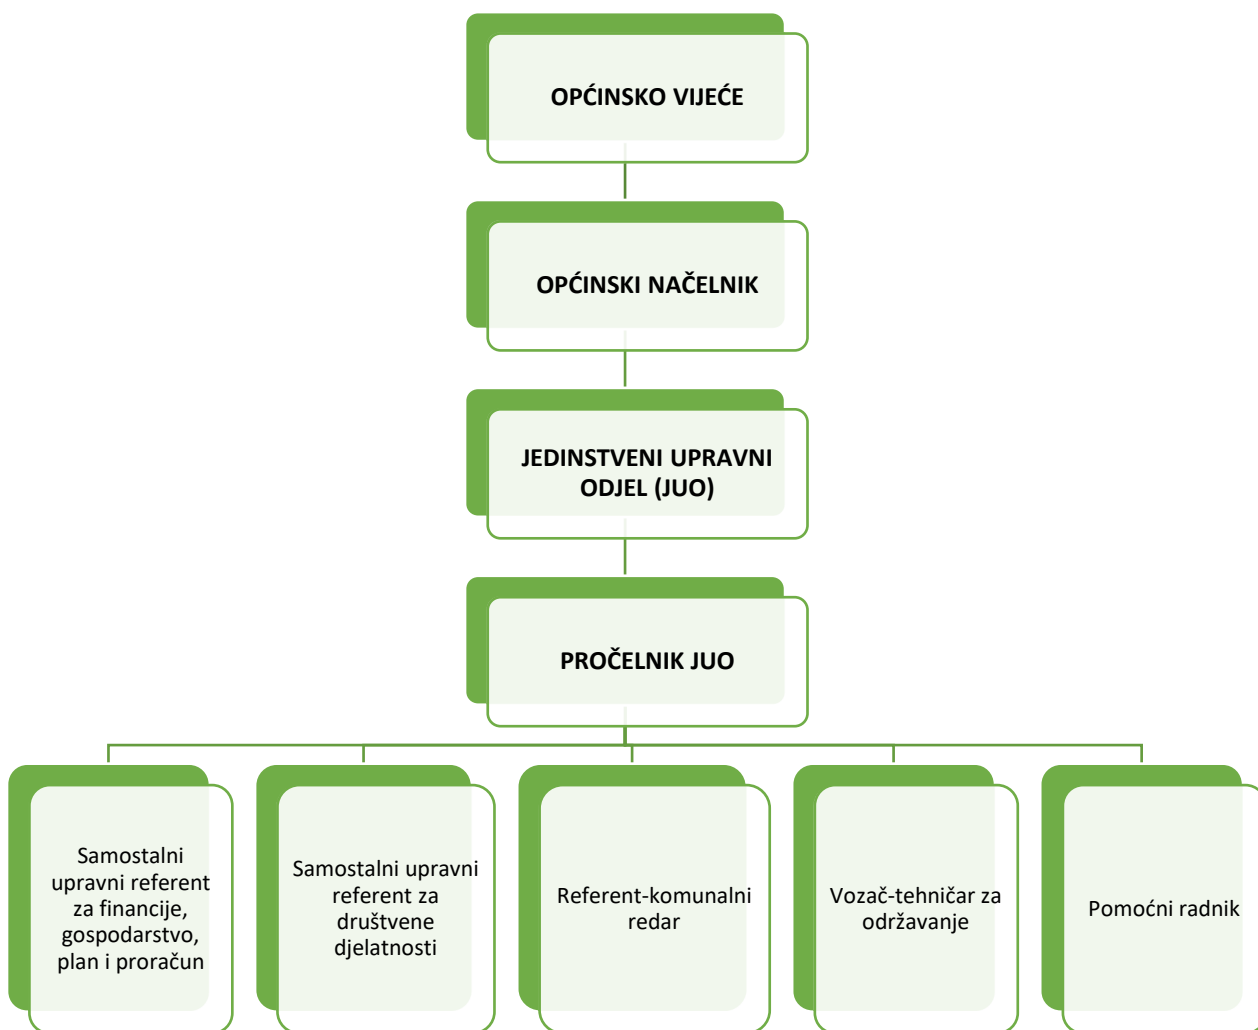 OPĆINSKO VIJEĆE
OPĆINSKI NAČELNIK
JEDINSTVENI UPRAVNI
ODJEL (JUO)
PROČELNIK JUO
Samostalni
upravni referent
za financije,
gospodarstvo,
plan i proračun
Samostalni upravni
referent za
društvene
djelatnosti
Referent-komunalni
redar
Vozač-tehničar za
održavanje
Pomoćni radnik